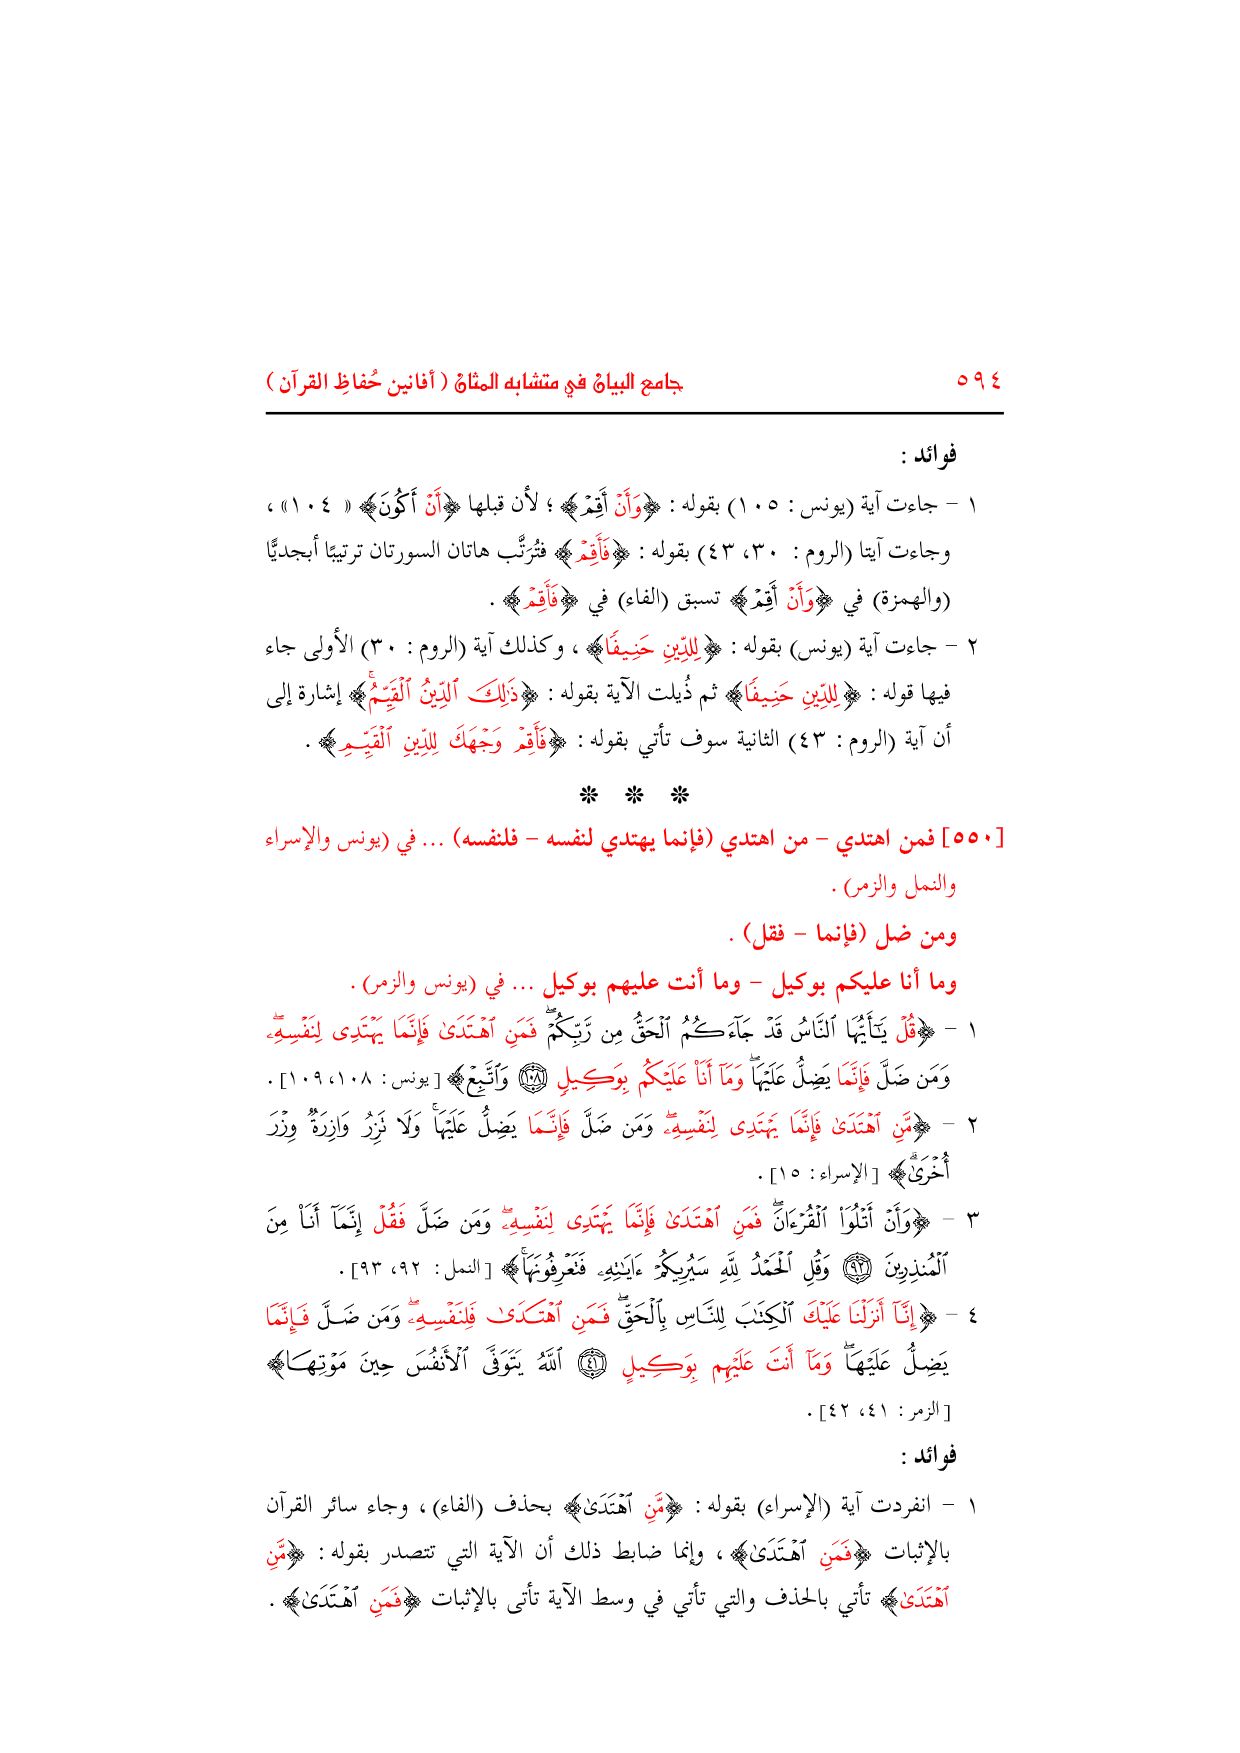 ٥٩٤ جامع البيان في متشابه المثان ( أفانين حُفاظِ القرآن )
فوائد :
١ - جاءت آية (يونس : ١٠٥) بقوله : ﴿وَأَنْ أَقِمْ﴾ ؛ لأن قبلها ﴿أَنْ أَكُونَ﴾ « ١٠٤» ،
وجاءت آيتا (الروم : ٣٠، ٤٣) بقوله : ﴿فَأَقِمْ﴾ فتُرَتَّب هاتان السورتان ترتيبًا أبجديًّا
(والهمزة) في ﴿وَأَنْ أَقِمْ﴾ تسبق (الفاء) في ﴿فَأَقِمْ﴾ .
٢ - جاءت آية (يونس) بقوله : ﴿لِلدِّينِ حَنِيفًا﴾ ، وكذلك آية (الروم : ٣٠) الأولى جاء
فيها قوله : ﴿لِلدِّينِ حَنِيفًا﴾ ثم ذُيلت الآية بقوله : ﴿ذَٰلِكَ ٱلدِّينُ ٱلْقَيِّمُۚ﴾ إشارة إلى
أن آية (الروم : ٤٣) الثانية سوف تأتي بقوله : ﴿فَأَقِمْ وَجْهَكَ لِلدِّينِ ٱلْقَيِّمِ﴾ .
* * *
[٥٥٠] فمن اهتدي - من اهتدي (فإنما يهتدي لنفسه - فلنفسه) ... في (يونس والإسراء
والنمل والزمر) .
ومن ضل (فإنما - فقل) .
وما أنا عليكم بوكيل - وما أنت عليهم بوكيل ... في (يونس والزمر) .
١ - ﴿قُلْ يَٰٓأَيُّهَا ٱلنَّاسُ قَدْ جَآءَكُمُ ٱلْحَقُّ مِن رَّبِّكُمْۖ فَمَنِ ٱهْتَدَىٰ فَإِنَّمَا يَهْتَدِى لِنَفْسِهِۦۖ
وَمَن ضَلَّ فَإِنَّمَا يَضِلُّ عَلَيْهَاۖ وَمَآ أَنَا۠ عَلَيْكُم بِوَكِيلٍ ١٠٨ وَٱتَّبِعْ﴾ [يونس: ١٠٨، ١٠٩] .
٢ - ﴿مَّنِ ٱهْتَدَىٰ فَإِنَّمَا يَهْتَدِى لِنَفْسِهِۦۖ وَمَن ضَلَّ فَإِنَّمَا يَضِلُّ عَلَيْهَاۚ وَلَا تَزِرُ وَازِرَةٌ وِزْرَ
أُخْرَىٰۗ﴾ [الإسراء : ١٥] .
٣ - ﴿وَأَنْ أَتْلُوَا۟ ٱلْقُرْءَانَۖ فَمَنِ ٱهْتَدَىٰ فَإِنَّمَا يَهْتَدِى لِنَفْسِهِۦۖ وَمَن ضَلَّ فَقُلْ إِنَّمَآ أَنَا۠ مِنَ
ٱلْمُنذِرِينَ ٩٢ وَقُلِ ٱلْحَمْدُ لِلَّهِ سَيُرِيكُمْ ءَايَٰتِهِۦ فَتَعْرِفُونَهَاۚ﴾ [النمل : ٩٢، ٩٣] .
٤ - ﴿إِنَّآ أَنزَلْنَا عَلَيْكَ ٱلْكِتَٰبَ لِلنَّاسِ بِٱلْحَقِّۖ فَمَنِ ٱهْتَدَىٰ فَلِنَفْسِهِۦۖ وَمَن ضَلَّ فَإِنَّمَا
يَضِلُّ عَلَيْهَاۖ وَمَآ أَنتَ عَلَيْهِم بِوَكِيلٍ ٤١ ٱللَّهُ يَتَوَفَّى ٱلْأَنفُسَ حِينَ مَوْتِهَا﴾
[الزمر : ٤١، ٤٢] .
فوائد :
١ - انفردت آية (الإسراء) بقوله : ﴿مَّنِ ٱهْتَدَىٰ﴾ بحذف (الفاء) ، وجاء سائر القرآن
بالإثبات ﴿فَمَنِ ٱهْتَدَىٰ﴾ ، وإنما ضابط ذلك أن الآية التي تتصدر بقوله : ﴿مَّنِ
ٱهْتَدَىٰ﴾ تأتي بالحذف والتي تأتي في وسط الآية تأتى بالإثبات ﴿فَمَنِ ٱهْتَدَىٰ﴾ .